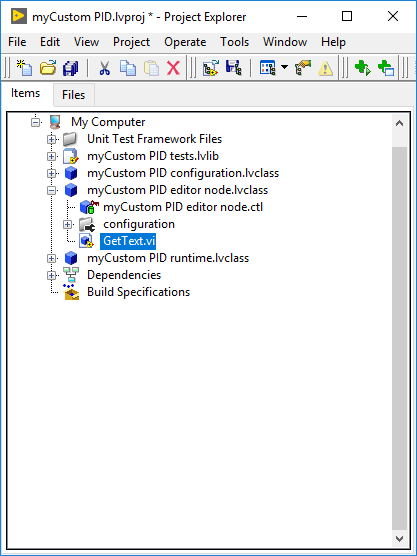 myCustom PID.lvproj * - Project Explorer
File Edit View Project Operate Tools Window Help
Items Files
My Computer
Unit Test Framework Files
myCustom PID tests.lvlib
myCustom PID configuration.lvclass
myCustom PID editor node.lvclass
myCustom PID editor node.ctl
configuration
GetText.vi
myCustom PID runtime.lvclass
Dependencies
Build Specifications